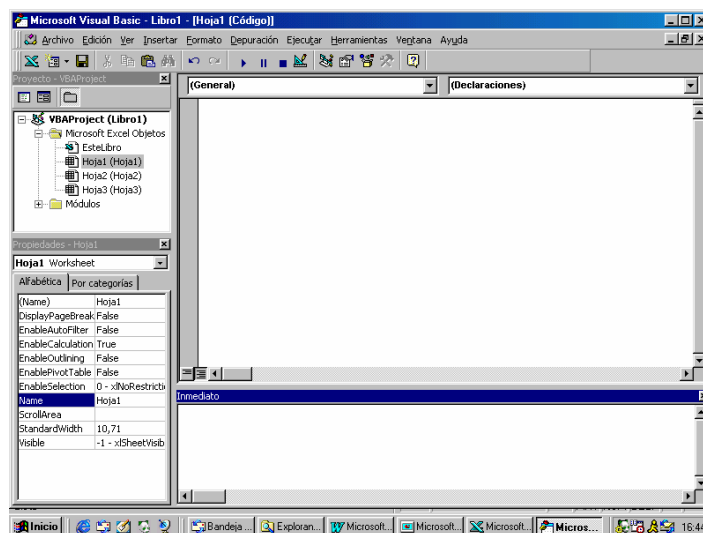 Microsoft Visual Basic - Libro1 - [Hoja1 (Código)]
Archivo Edición Ver Insertar Formato Depuración Ejecutar Herramientas Ventana Ayuda
Proyecto - VBAProject
(General)
(Declaraciones)
VBAProject (Libro1)
Microsoft Excel Objetos
EsteLibro
Hoja1 (Hoja1)
Hoja2 (Hoja2)
Hoja3 (Hoja3)
Módulos
Propiedades - Hoja1
Hoja1 Worksheet
Alfabética Por categorías
(Name) Hoja1
DisplayPageBreak False
EnableAutoFilter False
EnableCalculation True
EnableOutlining False
EnablePivotTable False
EnableSelection 0 - xlNoRestricti
Name Hoja1
ScrollArea
StandardWidth 10,71
Visible -1 - xlSheetVisib
Inmediato
Inicio Bandeja ... Exploran... Microsoft... Microsoft... Microsoft... Micros... 16:44